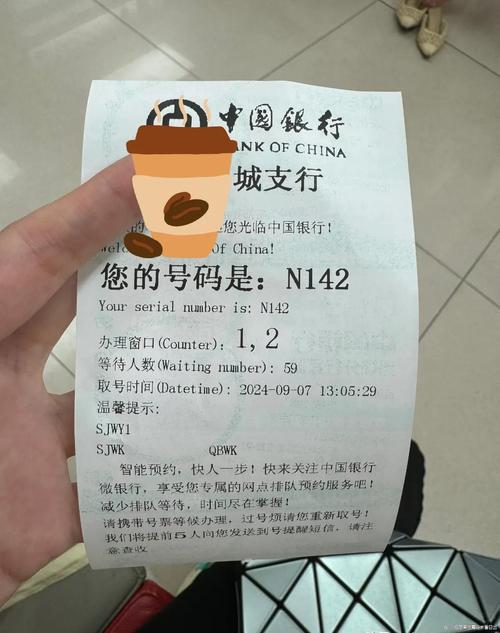 中国银行
BANK OF CHINA
城支行
您光临中国银行!
Of China!
您的号码是: N142
Your serial number is: N142
办理窗口(Counter): 1, 2
等待人数(Waiting number): 59
取号时间(Datetime): 2024-09-07 13:05:29
温馨提示:
SJWY1
SJWK QBWK
智能预约, 快人一步! 快来关注中国银行
微银行, 享受您专属的网点排队预约服务吧!
减少排队等待, 时间尽在掌握!
请携带号票等候办理, 过号烦请您重新取号!
我们将提前5人向您发送到号提醒短信, 请注
意查收